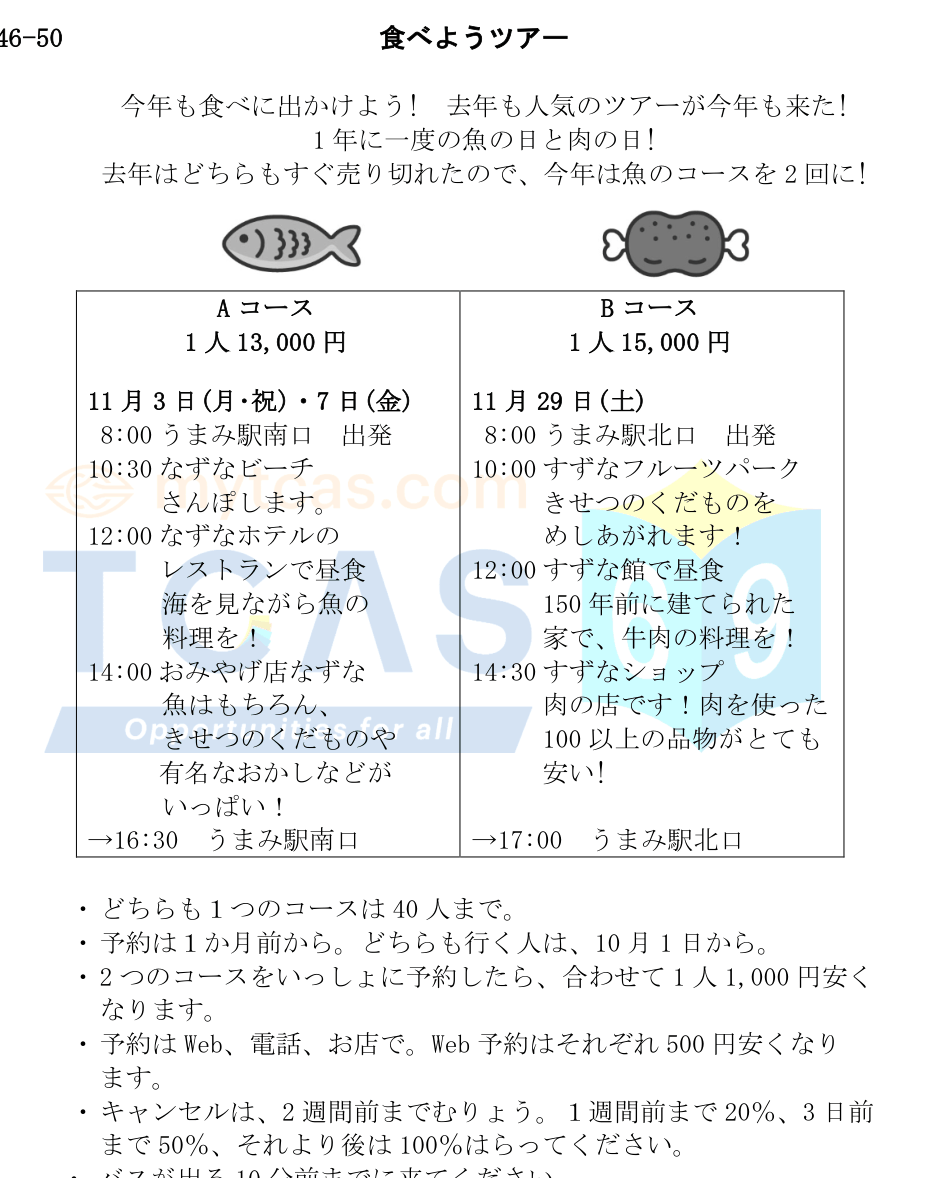 46-50
食べようツアー
今年も食べに出かけよう! 去年も人気のツアーが今年も来た!
1年に一度の魚の日と肉の日!
去年はどちらもすぐ売り切れたので、今年は魚のコースを2回に!
A コース
1人 13,000 円
11 月 3 日(月・祝)・7 日(金)
8:00 うまみ駅南口 出発
10:30 なずなビーチ
さんぽします。
12:00 なずなホテルの
レストランで昼食
海を見ながら魚の
料理を！
14:00 おみやげ店なずな
魚はもちろん、
きせつのくだものや
有名なおかしなどが
いっぱい！
→16:30 うまみ駅南口
B コース
1人 15,000 円
11 月 29 日(土)
8:00 うまみ駅北口 出発
10:00 すずなフルーツパーク
きせつのくだものを
めしあがれます！
12:00 すずな館で昼食
150 年前に建てられた
家で、牛肉の料理を！
14:30 すずなショップ
肉の店です！肉を使った
100 以上の品物がとても
安い!
→17:00 うまみ駅北口
・どちらも１つのコースは 40 人まで。
・予約は１か月前から。どちらも行く人は、10 月 1 日から。
・2 つのコースをいっしょに予約したら、合わせて 1 人 1,000 円安く
なります。
・予約は Web、電話、お店で。Web 予約はそれぞれ 500 円安くなり
ます。
・キャンセルは、2 週間前までむりょう。１週間前まで 20%、3 日前
まで 50%、それより後は 100%はらってください。
・バスが出る 10 分前までに来てください
mytcas.com
TCAS 69
Opportunities for all